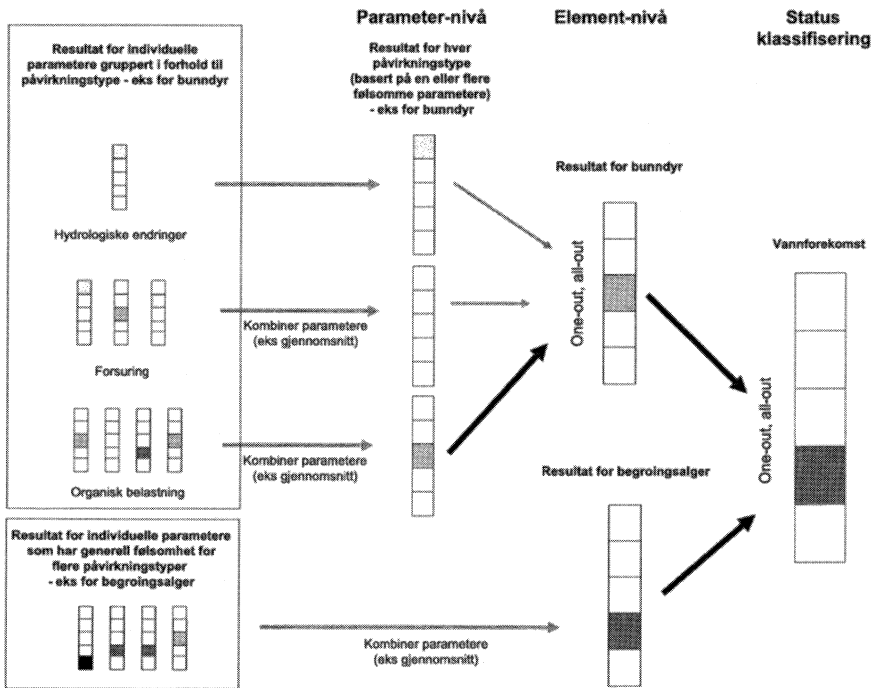 Parameter-nivå
Element-nivå
Status
klassifisering
Resultat for individuelle
parametere gruppert i forhold til
påvirkningstype - eks for bunndyr
Resultat for hver
påvirkningstype
(basert på en eller flere
følsomme parametere)
- eks for bunndyr
Hydrologiske endringer
Forsuring
Organisk belastning
Kombiner parametere
(eks gjennomsnitt)
Kombiner parametere
(eks gjennomsnitt)
Resultat for bunndyr
One-out, all-out
Vannforekomst
One-out, all-out
Resultat for begroingsalger
Resultat for individuelle parametere
som har generell følsomhet for
flere påvirkningstyper
- eks for begroingsalger
Kombiner parametere
(eks gjennomsnitt)